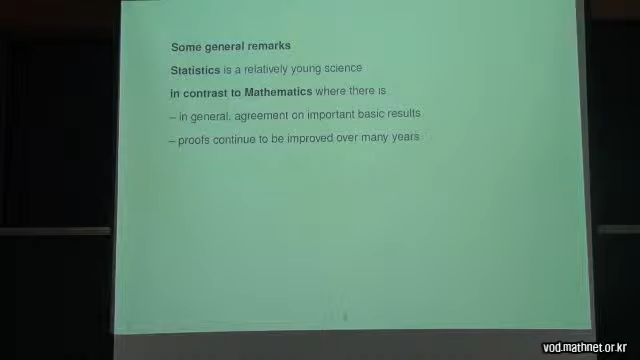 Some general remarks
Statistics is a relatively young science
in contrast to Mathematics where there is
– in general, agreement on important basic results
– proofs continue to be improved over many years
vod.mathnet.or.kr